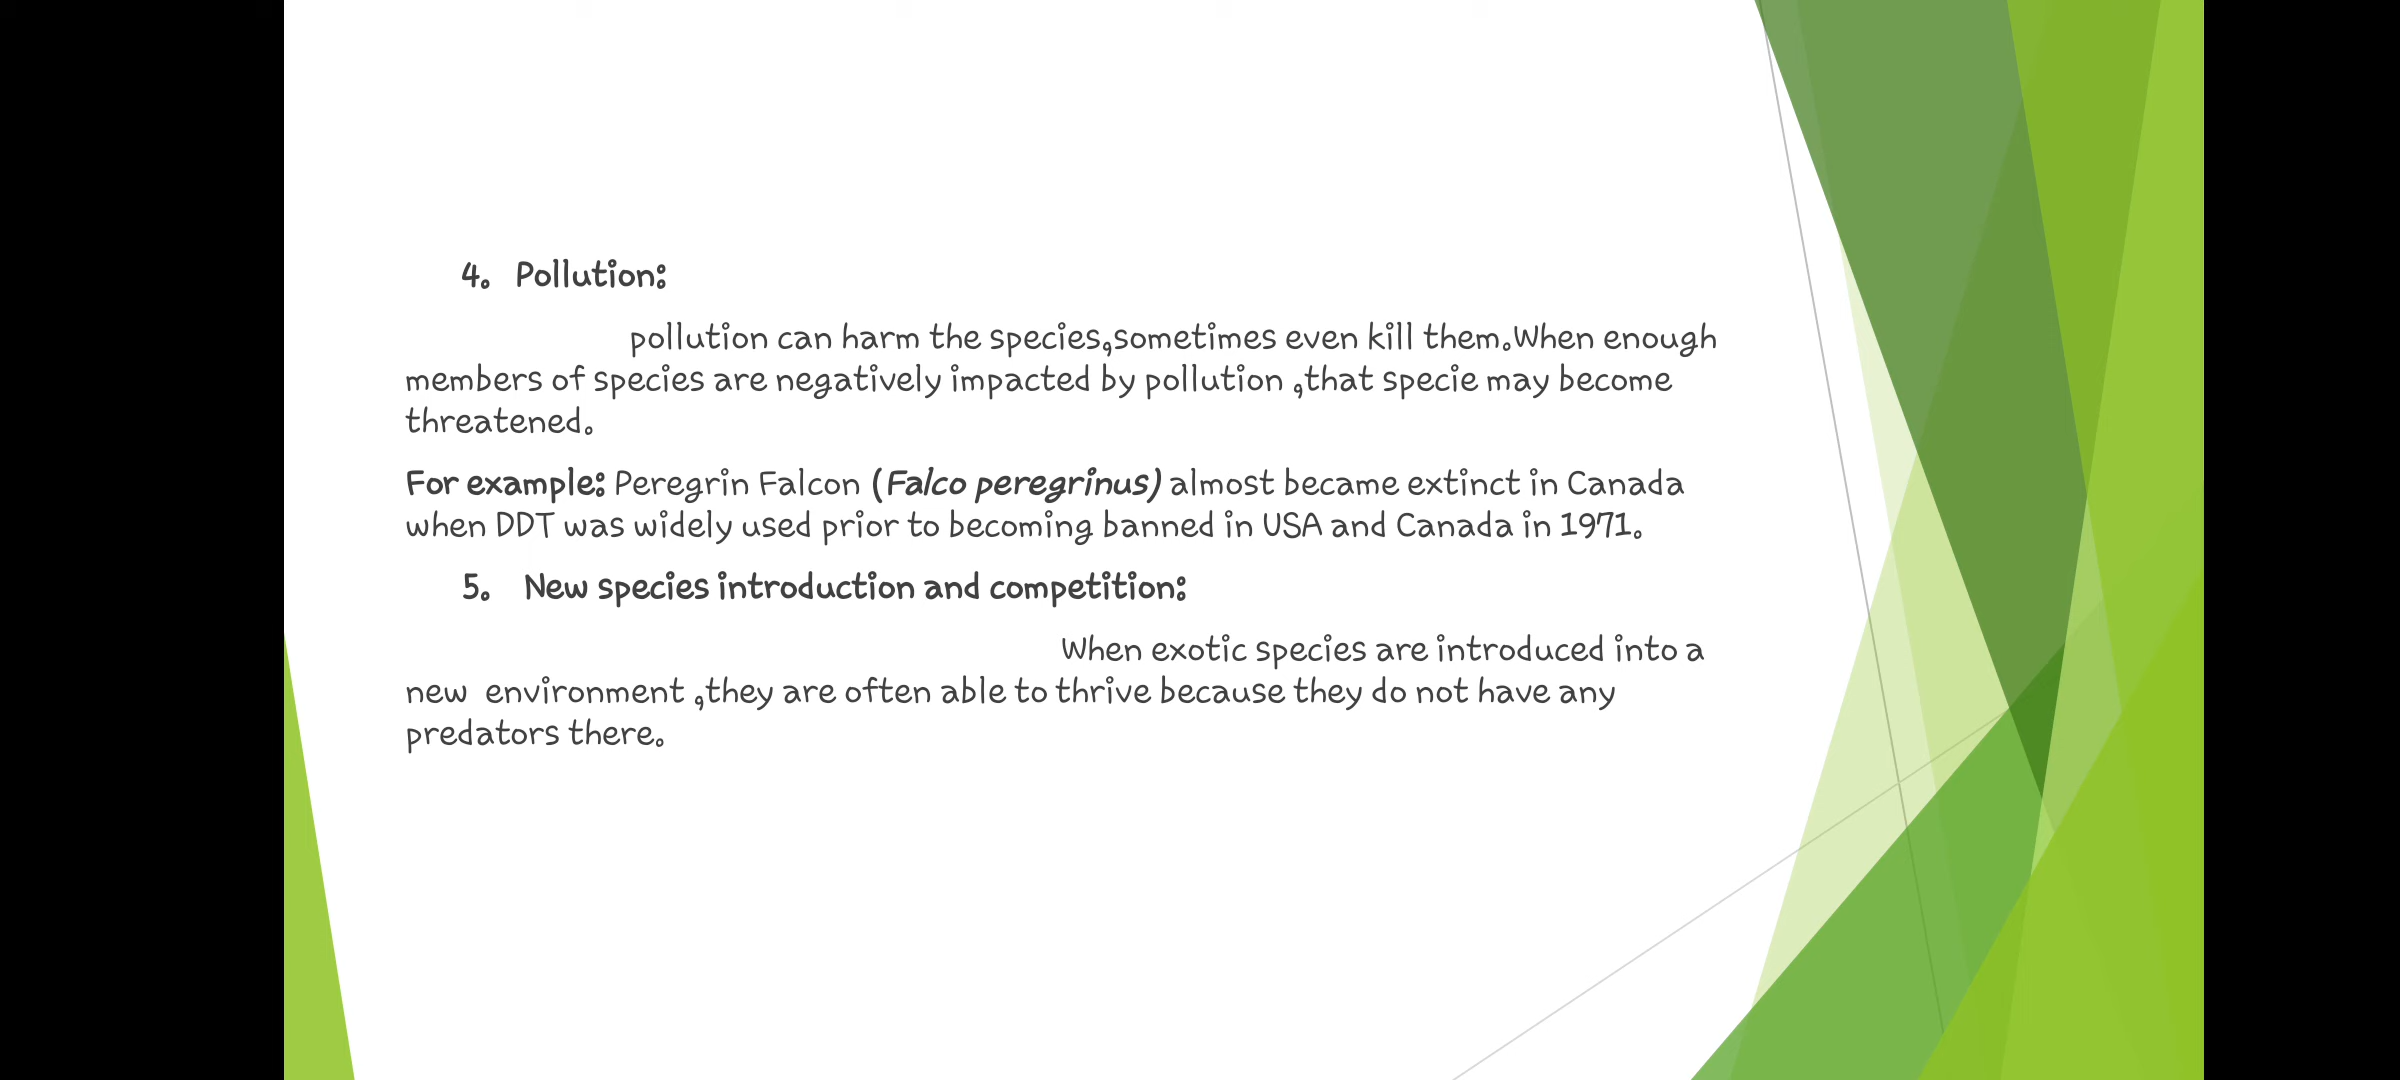 4. Pollution:
pollution can harm the species,sometimes even kill them.When enough
members of species are negatively impacted by pollution ,that specie may become
threatened.
For example: Peregrin Falcon (Falco peregrinus) almost became extinct in Canada
when DDT was widely used prior to becoming banned in USA and Canada in 1971.
5. New species introduction and competition:
When exotic species are introduced into a
new  environment ,they are often able to thrive because they do not have any
predators there.